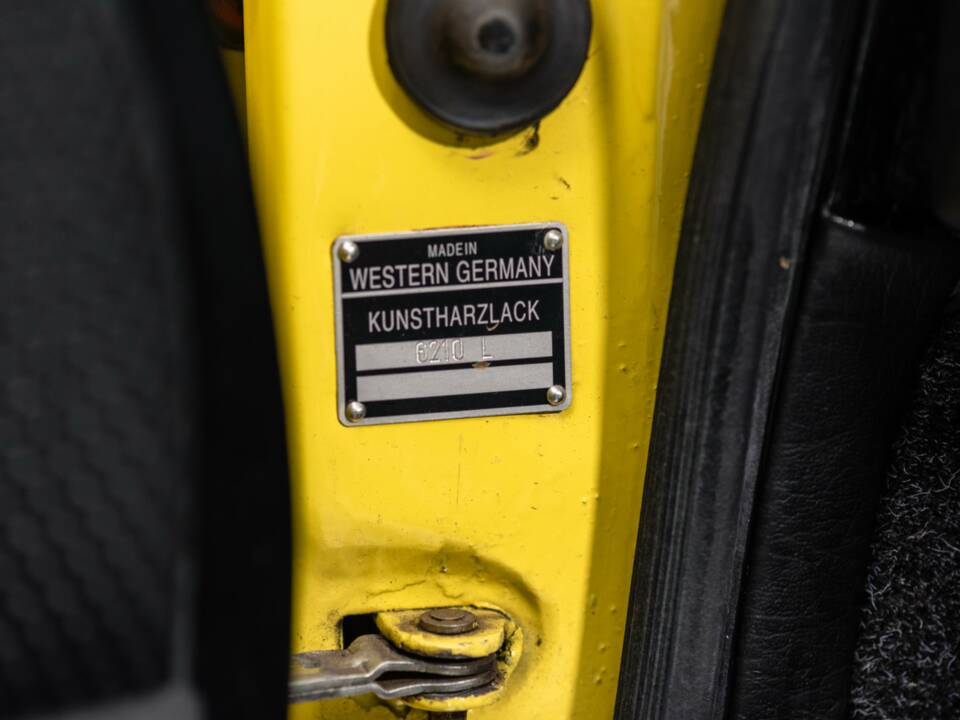 MADE IN
WESTERN GERMANY
KUNSTHARZLACK
6210 L